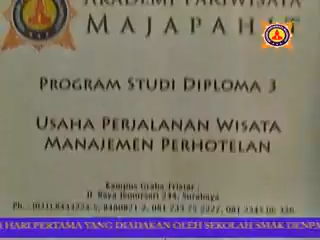 AKADEMI PARIWISATA
MAJAPAHIT
PROGRAM STUDI DIPLOMA 3
USAHA PERJALANAN WISATA
MANAJEMEN PERHOTELAN
Kampus Graha Tristar :
Surabaya
HARI PERTAMA YANG DIADAKAN OLEH SEKOLAH SMAK DENPA